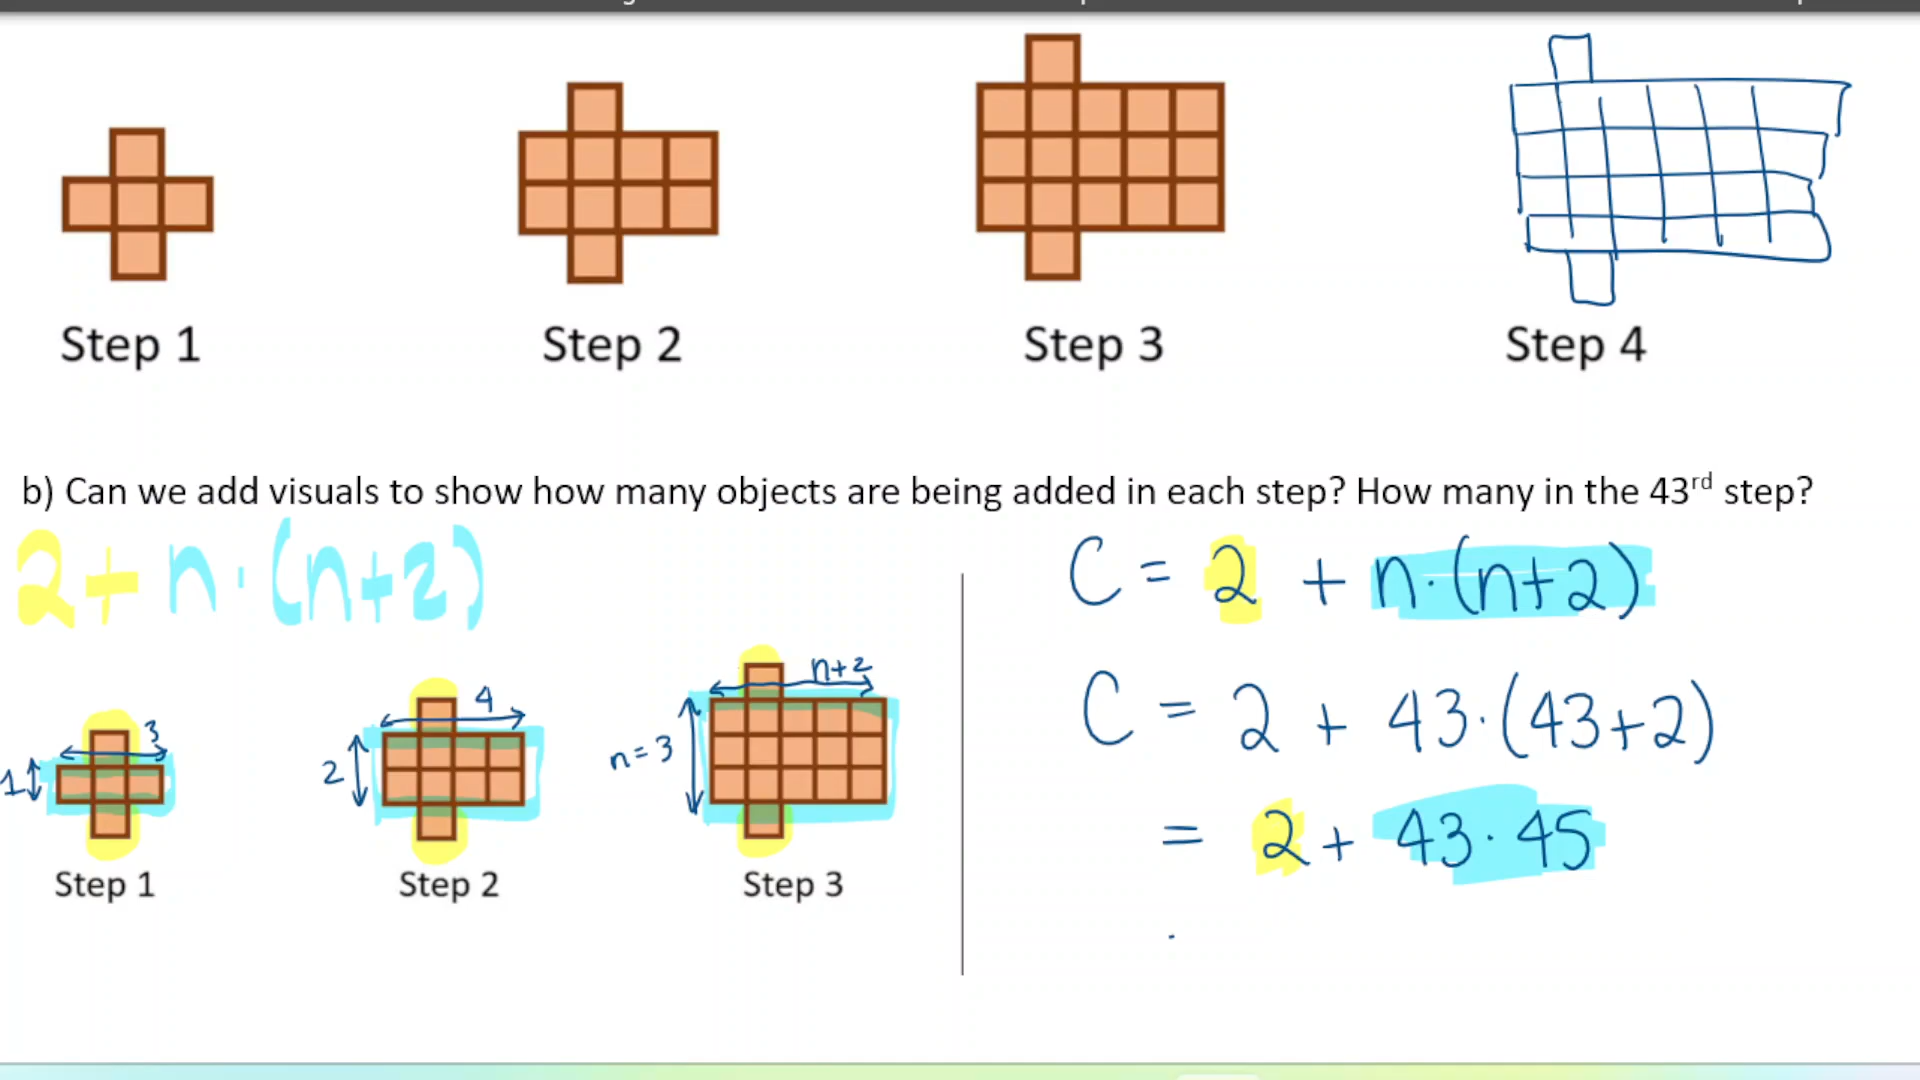 Step 1
Step 2
Step 3
Step 4
b) Can we add visuals to show how many objects are being added in each step? How many in the 43rd step?
2 + n · (n+2)
C = 2 + n · (n+2)
n+2
4
3
1
2
n = 3
C = 2 + 43 · (43+2)
= 2 + 43 · 45
Step 1
Step 2
Step 3